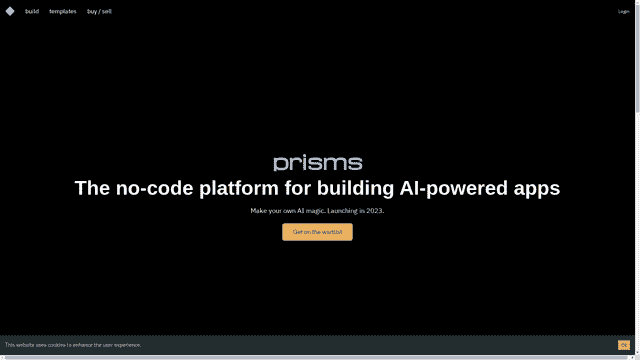 build templates buy / sell Login
prisms
The no-code platform for building AI-powered apps
Make your own AI magic. Launching in 2023.
Get on the waitlist
This website uses cookies to enhance the user experience.
Ok